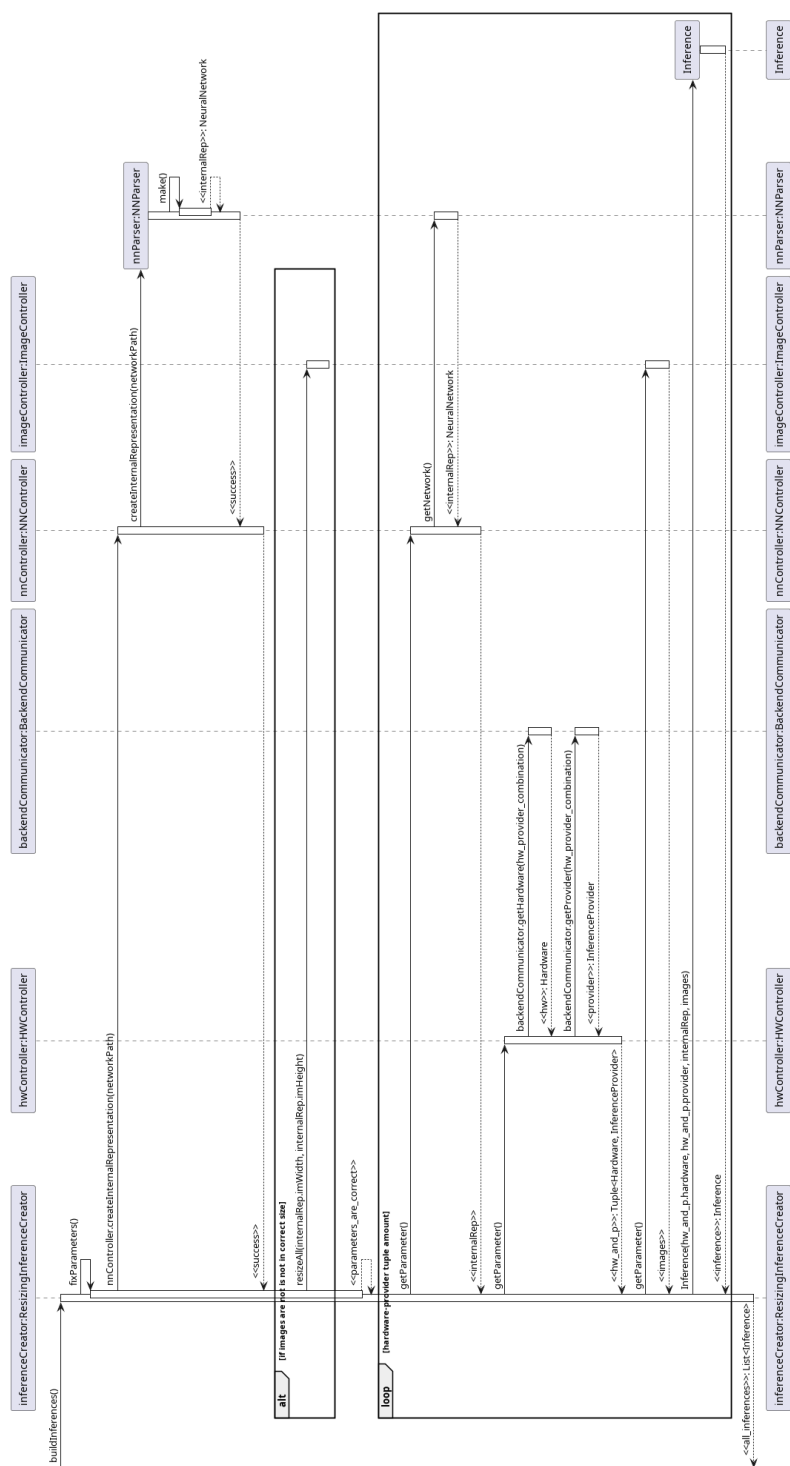 inferenceCreator:ResizingInferenceCreator
hwController:HWController
backendCommunicator:BackendCommunicator
nnController:NNController
imageController:ImageController
buildInferences()
fixParameters()
nnController.createInternalRepresentation(networkPath)
createInternalRepresentation(networkPath)
nnParser:NNParser
make()
<<internalRep>>: NeuralNetwork
<<success>>
<<success>>
alt
[if images are not is not in correct size]
resizeAll(internalRep.imWidth, internalRep.imHeight)
<<parameters_are_correct>>
loop
[hardware-provider tuple amount]
getParameter()
getNetwork()
<<internalRep>>: NeuralNetwork
<<internalRep>>
getParameter()
backendCommunicator.getHardware(hw_provider_combination)
<<hw>>: Hardware
backendCommunicator.getProvider(hw_provider_combination)
<<provider>>: InferenceProvider
<<hw_and_p>>: Tuple<Hardware, InferenceProvider>
getParameter()
<<images>>
Inference(hw_and_p.hardware, hw_and_p.provider, internalRep, images)
Inference
<<inference>>: Inference
<<all_inferences>>: List<Inference>
inferenceCreator:ResizingInferenceCreator
hwController:HWController
backendCommunicator:BackendCommunicator
nnController:NNController
imageController:ImageController
nnParser:NNParser
Inference